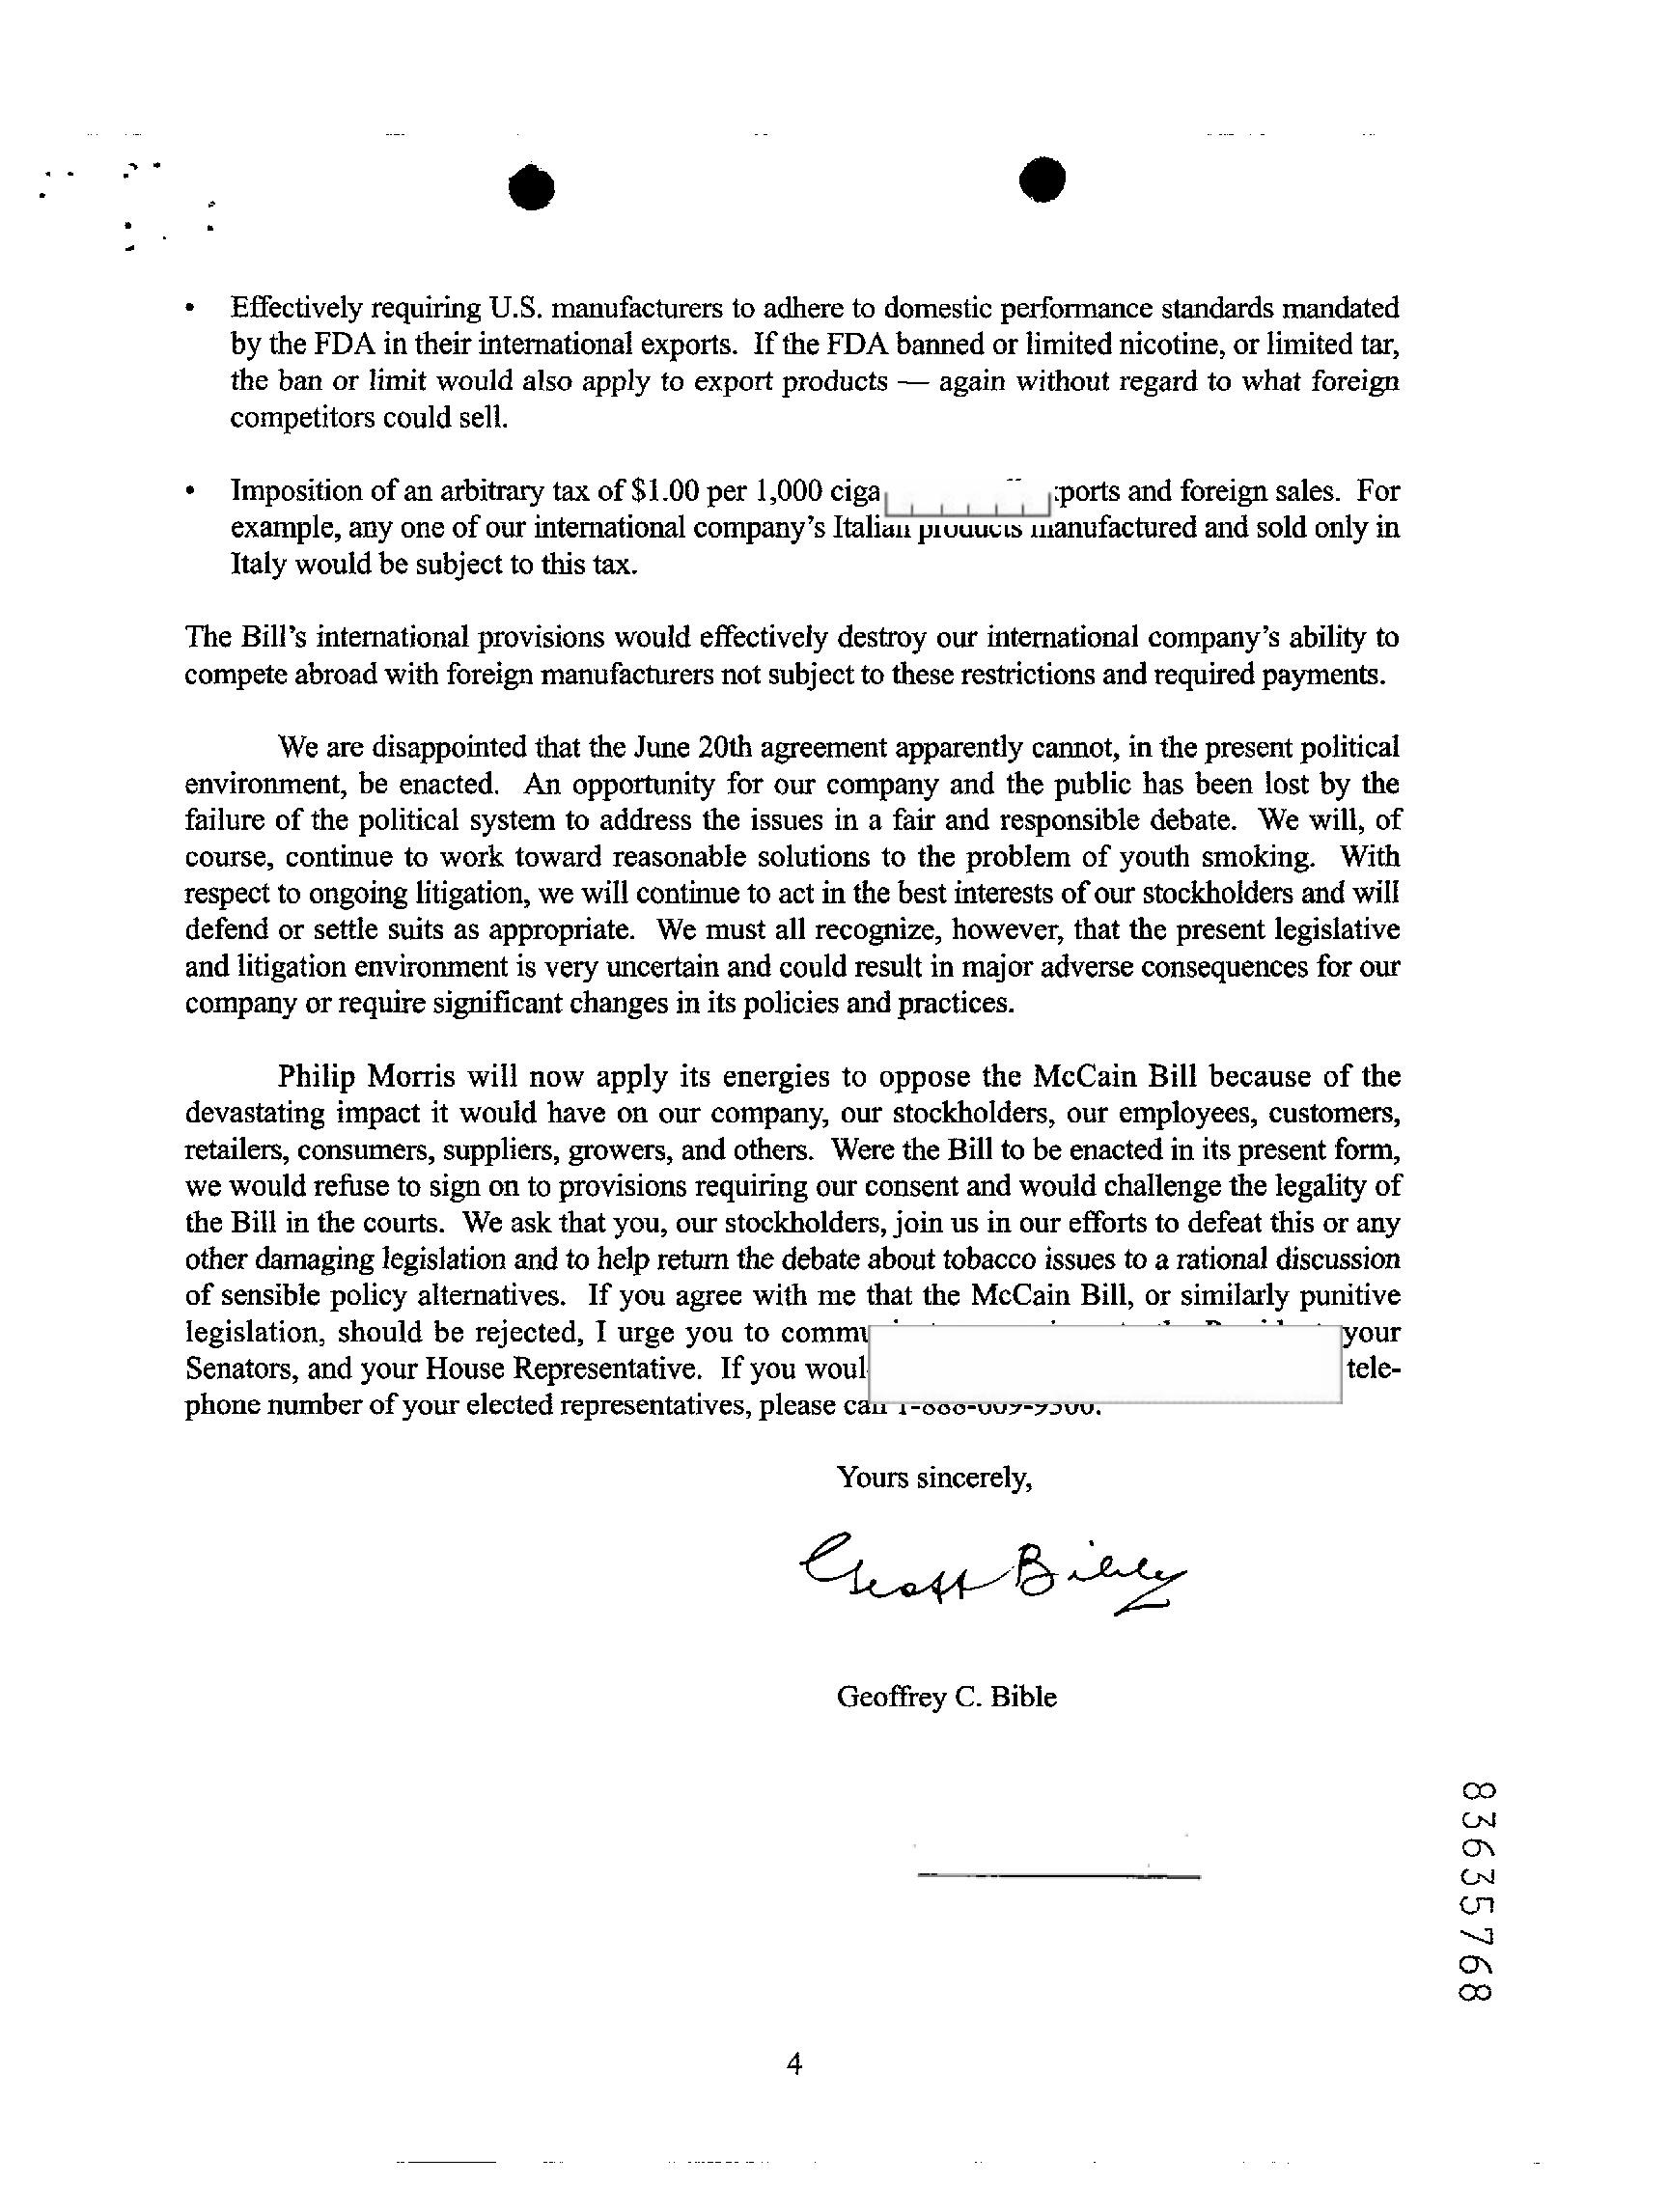 • Effectively requiring U.S. manufacturers to adhere to domestic performance standards mandated
by the FDA in their international exports. If the FDA banned or limited nicotine, or limited tar,
the ban or limit would also apply to export products — again without regard to what foreign
competitors could sell.
• Imposition of an arbitrary tax of $1.00 per 1,000 and foreign sales. For
example, any one of our international company's Italian products manufactured and sold only in
Italy would be subject to this tax.
The Bill's international provisions would effectively destroy our international company's ability to
compete abroad with foreign manufacturers not subject to these restrictions and required payments.
We are disappointed that the June 20th agreement apparently cannot, in the present political
environment, be enacted. An opportunity for our company and the public has been lost by the
failure of the political system to address the issues in a fair and responsible debate. We will, of
course, continue to work toward reasonable solutions to the problem of youth smoking. With
respect to ongoing litigation, we will continue to act in the best interests of our stockholders and will
defend or settle suits as appropriate. We must all recognize, however, that the present legislative
and litigation environment is very uncertain and could result in major adverse consequences for our
company or require significant changes in its policies and practices.
Philip Morris will now apply its energies to oppose the McCain Bill because of the
devastating impact it would have on our company, our stockholders, our employees, customers,
retailers, consumers, suppliers, growers, and others. Were the Bill to be enacted in its present form,
we would refuse to sign on to provisions requiring our consent and would challenge the legality of
the Bill in the courts. We ask that you, our stockholders, join us in our efforts to defeat this or any
other damaging legislation and to help return the debate about tobacco issues to a rational discussion
of sensible policy alternatives. If you agree with me that the McCain Bill, or similarly punitive
legislation, should be rejected, I urge you to your
Senators, and your House Representative. If you tele-
phone number of your elected representatives, please call
Yours sincerely,
Geoff Bible
Geoffrey C. Bible
83635768
4